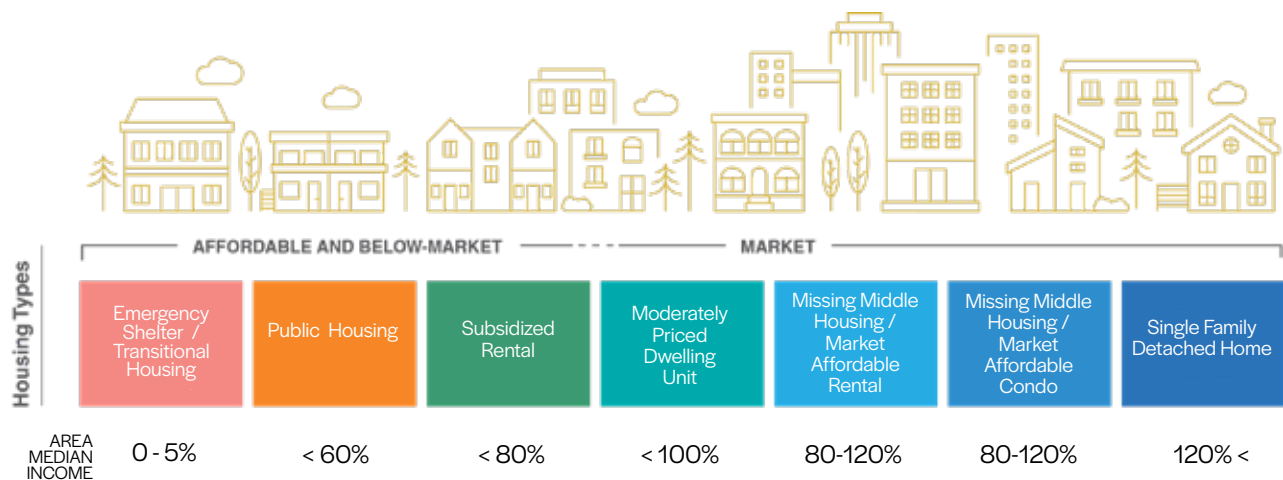 AFFORDABLE AND BELOW-MARKET
MARKET
Housing Types
Emergency
Shelter /
Transitional
Housing
Public Housing
Subsidized
Rental
Moderately
Priced
Dwelling
Unit
Missing Middle
Housing /
Market
Affordable
Rental
Missing Middle
Housing /
Market
Affordable
Condo
Single Family
Detached Home
AREA
MEDIAN
INCOME
0 - 5%
< 60%
< 80%
< 100%
80-120%
80-120%
120% <